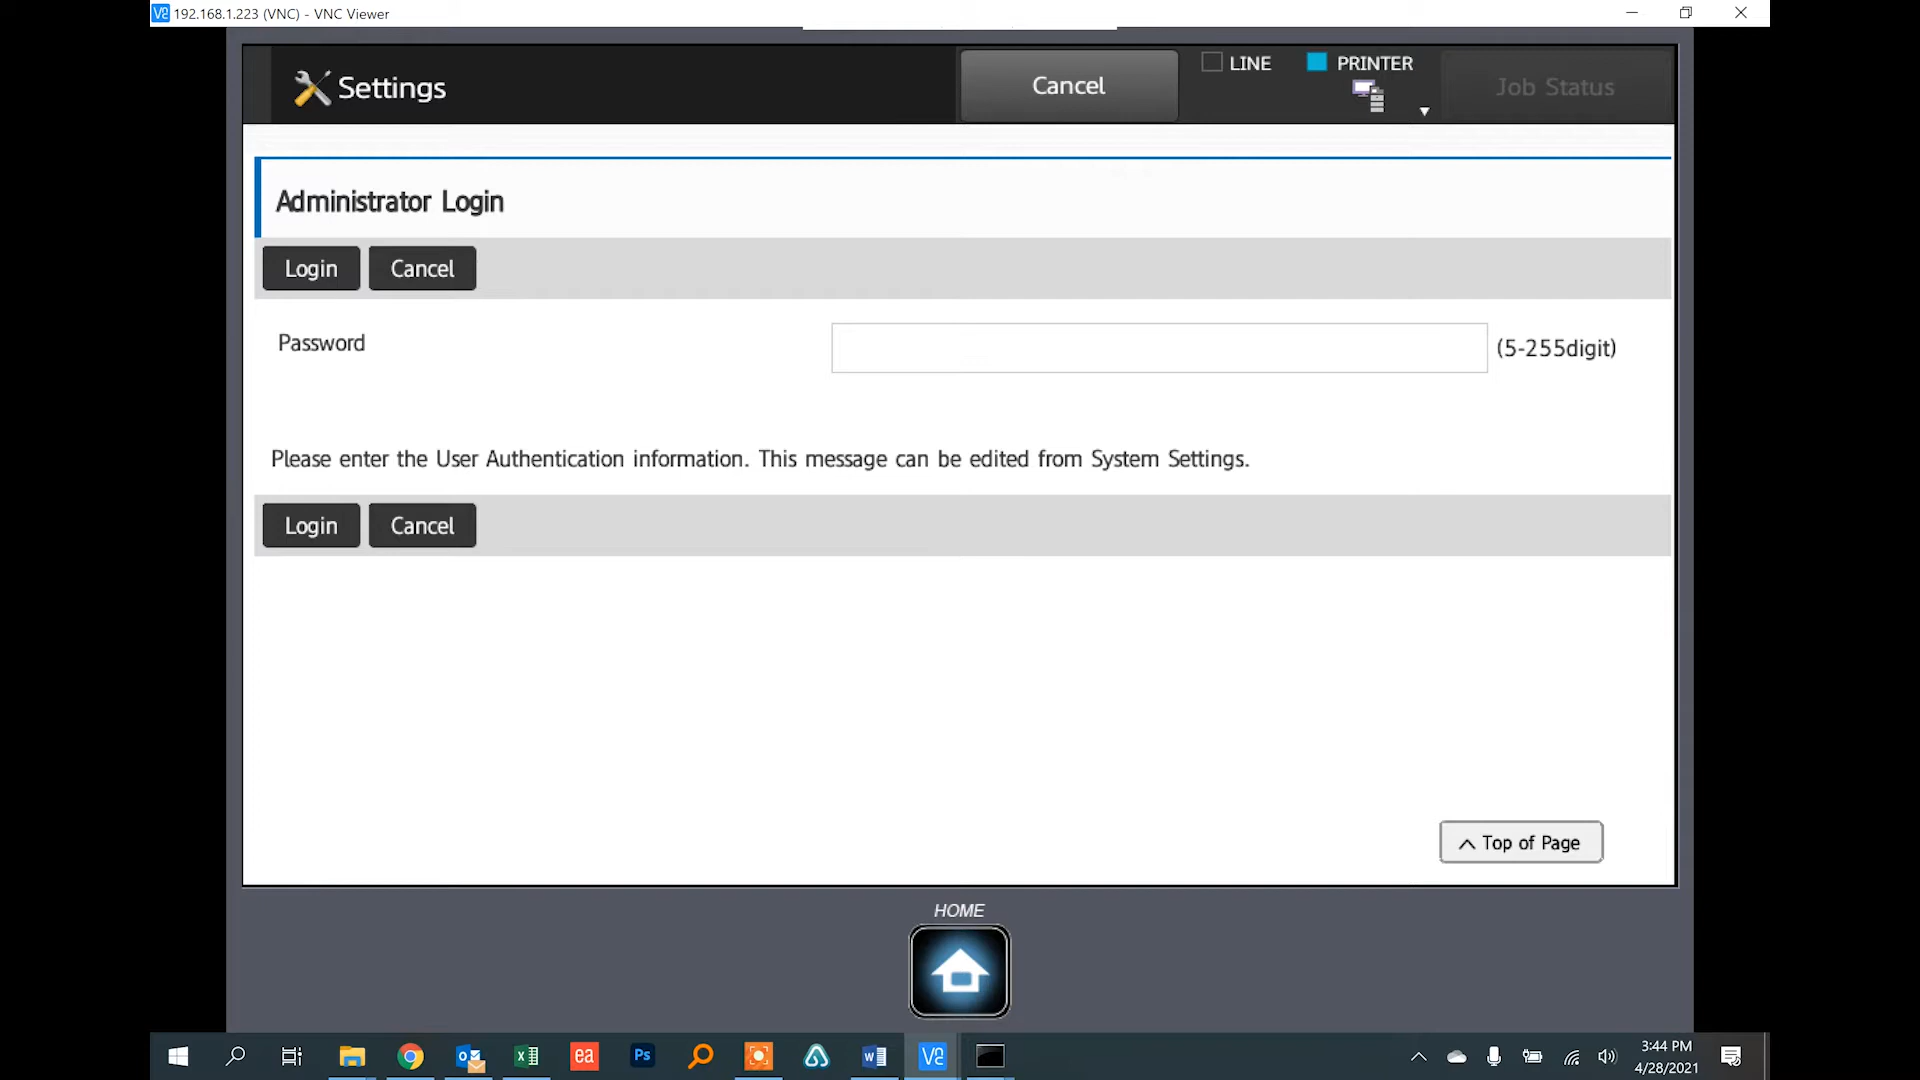 192.168.1.223 (VNC) - VNC Viewer
Settings
Cancel
LINE
PRINTER
Job Status
Administrator Login
Login
Cancel
Password
(5-255digit)
Please enter the User Authentication information. This message can be edited from System Settings.
Login
Cancel
Top of Page
HOME
ea
Ps
3:44 PM
4/28/2021